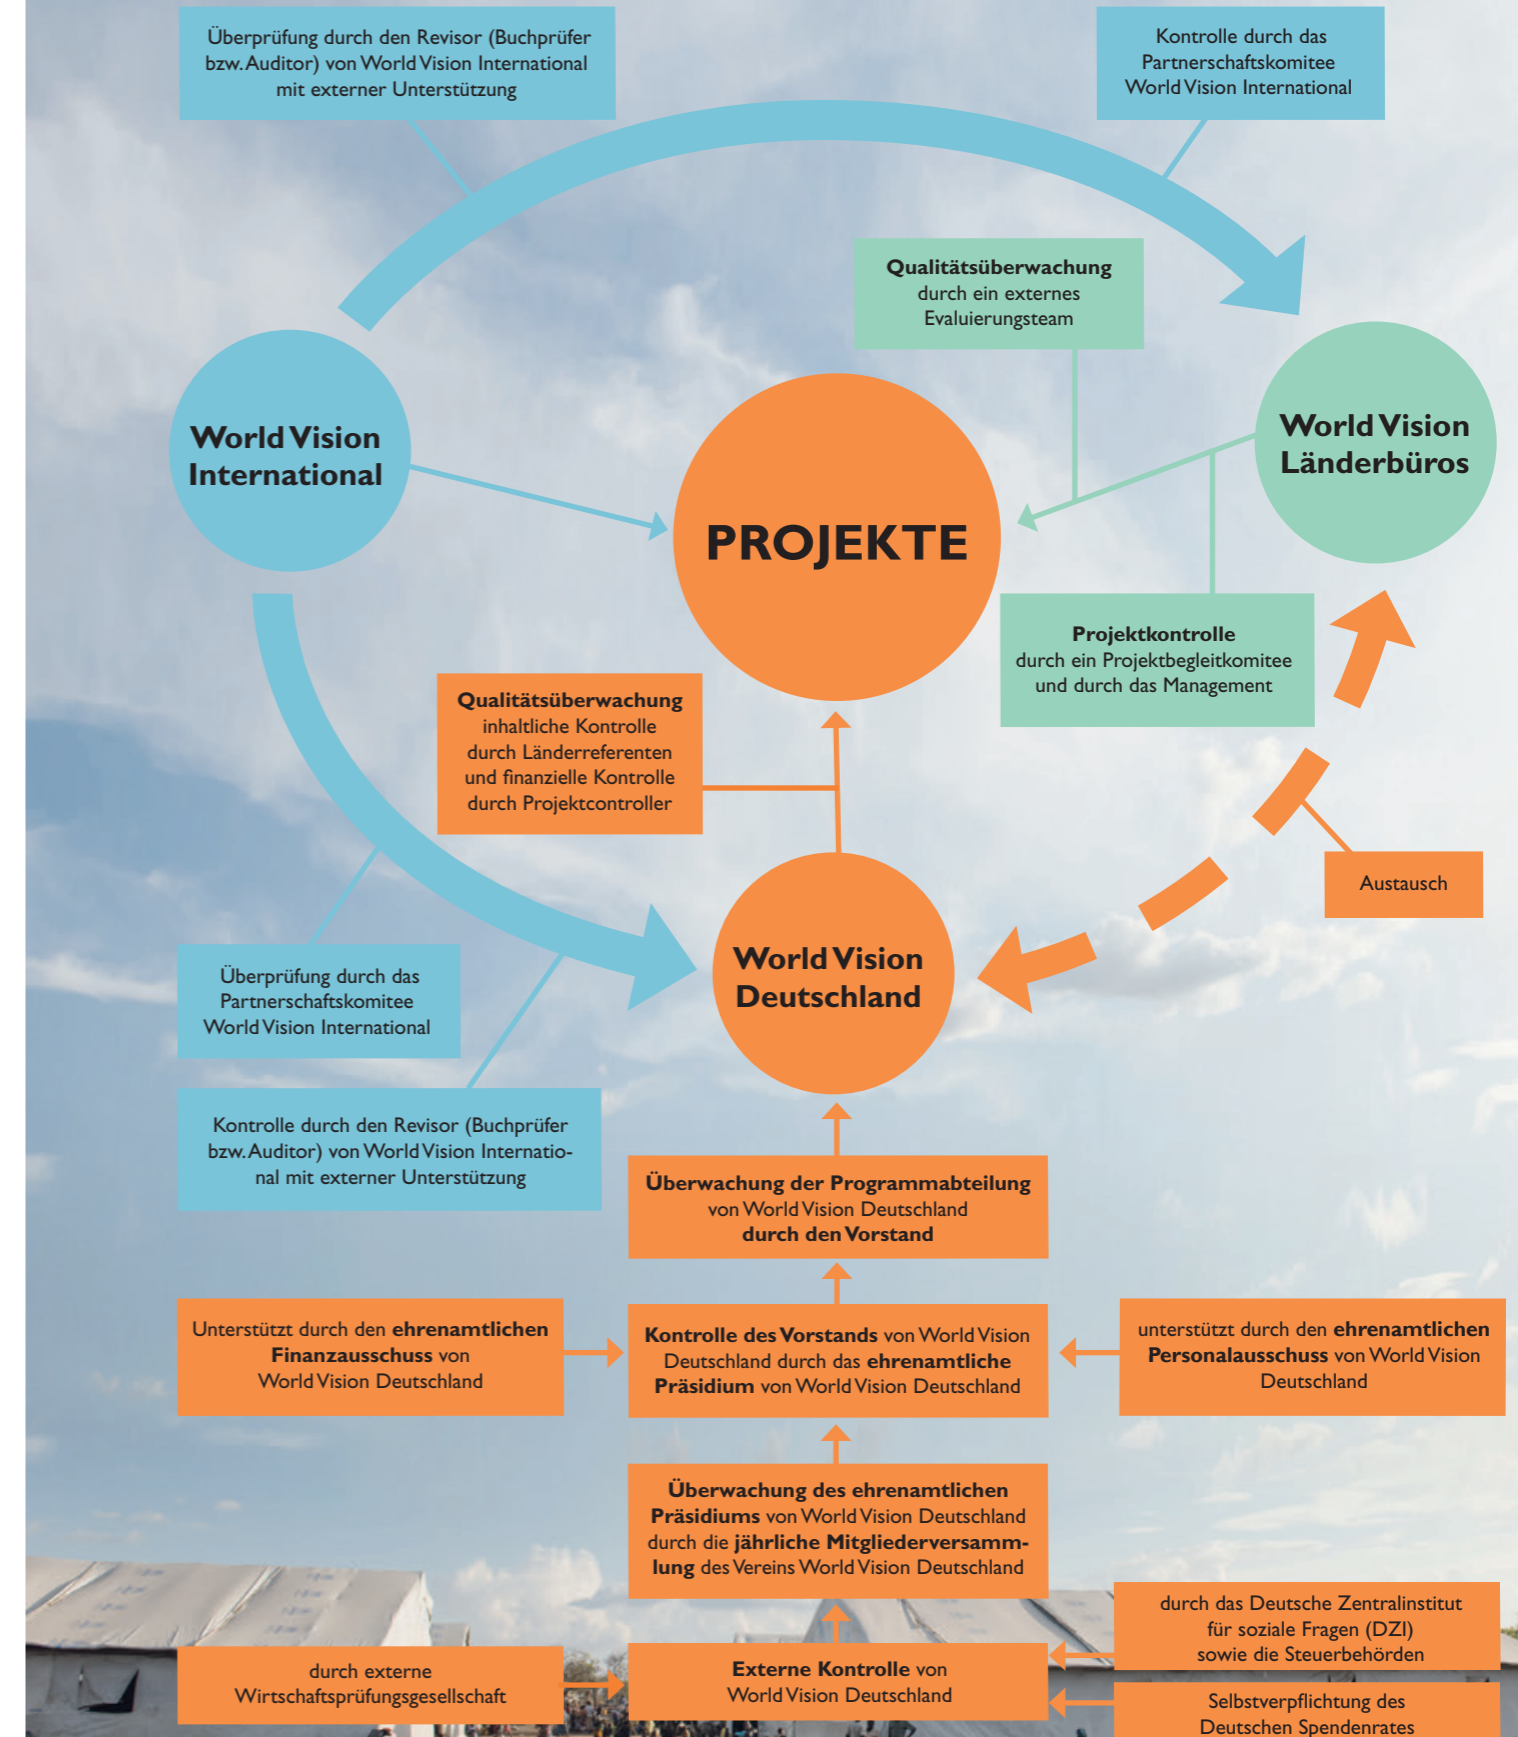 Überprüfung durch den Revisor (Buchprüfer
bzw. Auditor) von World Vision International
mit externer Unterstützung
Kontrolle durch das
Partnerschaftskomitee
World Vision International
Qualitätsüberwachung
durch ein externes
Evaluierungsteam
World Vision
International
World Vision
Länderbüros
PROJEKTE
Projektkontrolle
durch ein Projektbegleitkomitee
und durch das Management
Qualitätsüberwachung
inhaltliche Kontrolle
durch Länderreferenten
und finanzielle Kontrolle
durch Projektcontroller
Austausch
World Vision
Deutschland
Überprüfung durch das
Partnerschaftskomitee
World Vision International
Kontrolle durch den Revisor (Buchprüfer
bzw. Auditor) von World Vision Internatio-
nal mit externer Unterstützung
Überwachung der Programmabteilung
von World Vision Deutschland
durch den Vorstand
Unterstützt durch den ehrenamtlichen
Finanzausschuss von
World Vision Deutschland
Kontrolle des Vorstands von World Vision
Deutschland durch das ehrenamtliche
Präsidium von World Vision Deutschland
unterstützt durch den ehrenamtlichen
Personalausschuss von World Vision
Deutschland
Überwachung des ehrenamtlichen
Präsidiums von World Vision Deutschland
durch die jährliche Mitgliederversamm-
lung des Vereins World Vision Deutschland
durch externe
Wirtschaftsprüfungsgesellschaft
Externe Kontrolle von
World Vision Deutschland
durch das Deutsche Zentralinstitut
für soziale Fragen (DZI)
sowie die Steuerbehörden
Selbstverpflichtung des
Deutschen Spendenrates